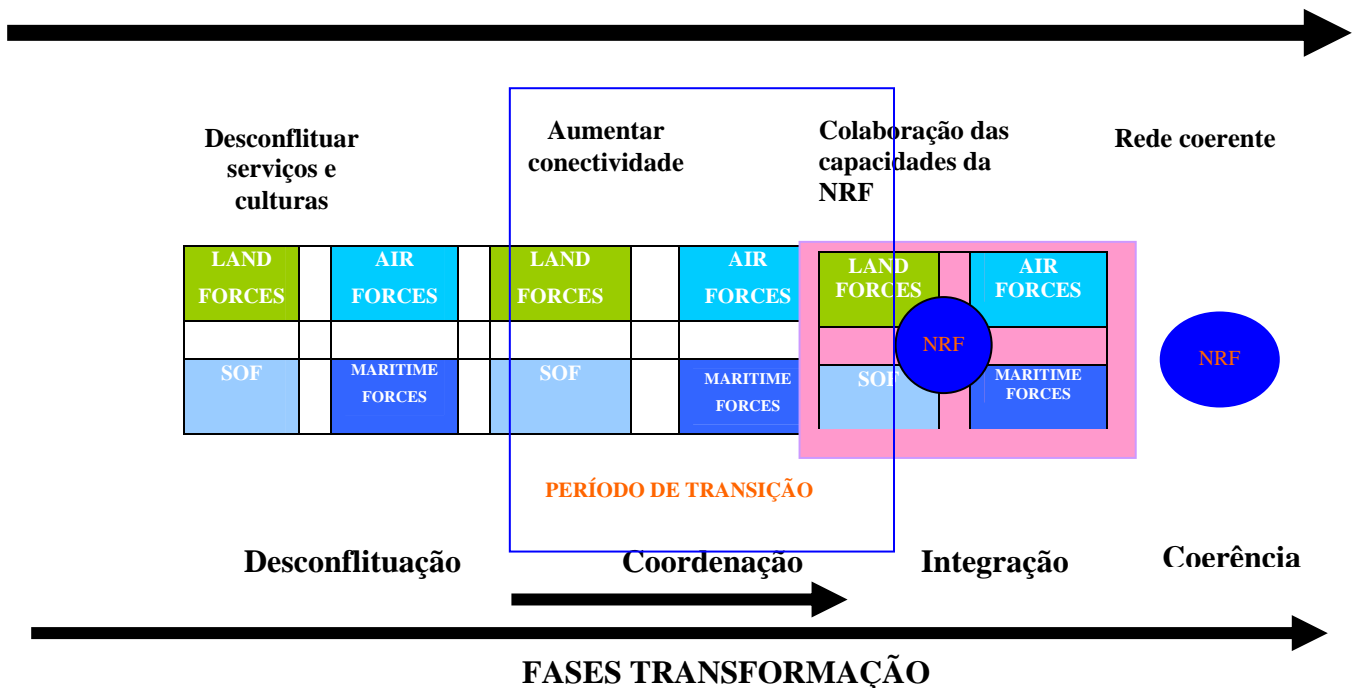 Desconflituar
serviços e
culturas
Aumentar
conectividade
Colaboração das
capacidades da
NRF
Rede coerente
LAND
FORCES
AIR
FORCES
LAND
FORCES
AIR
FORCES
LAND
FORCES
AIR
FORCES
NRF
NRF
SOF
MARITIME
FORCES
SOF
MARITIME
FORCES
SOF
MARITIME
FORCES
PERÍODO DE TRANSIÇÃO
Desconflituação
Coordenação
Integração
Coerência
FASES TRANSFORMAÇÃO